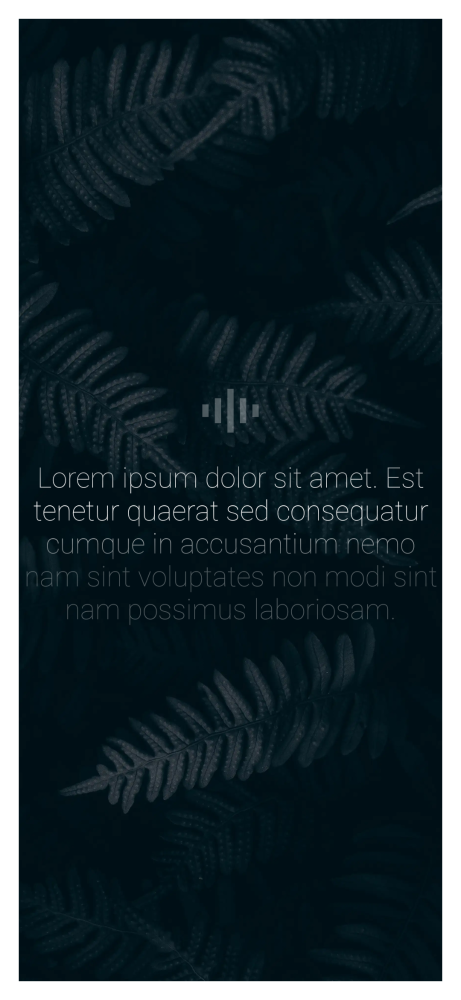 Lorem ipsum dolor sit amet. Est
tenetur quaerat sed consequatur
cumque in accusantium nemo
nam sint voluptates non modi sint
nam possimus laboriosam.